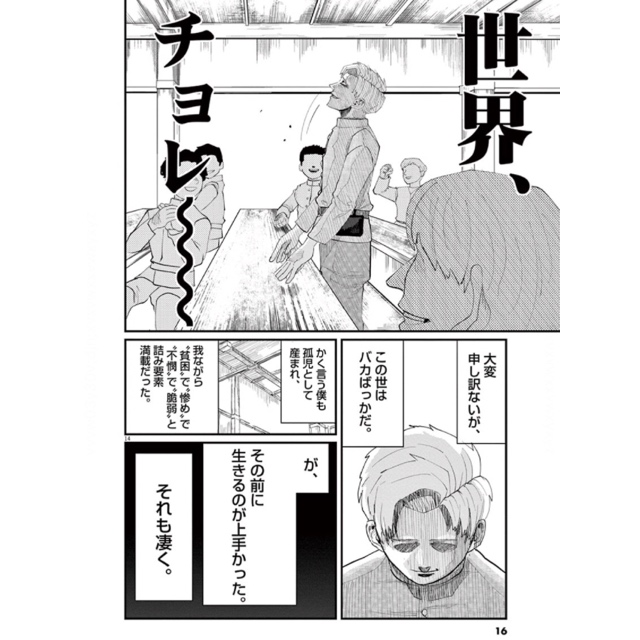 世界、
チョレ～～～
大変
申し訳ないが、
この世は
バカばっかだ。
かく言う僕も
孤児として
産まれ、
我ながら
“貧困”で“惨め”で
“不憫”で“脆弱”と
詰み要素
満載だった。
が、
その前に
生きるのが上手かった。
それも凄く。
14
16